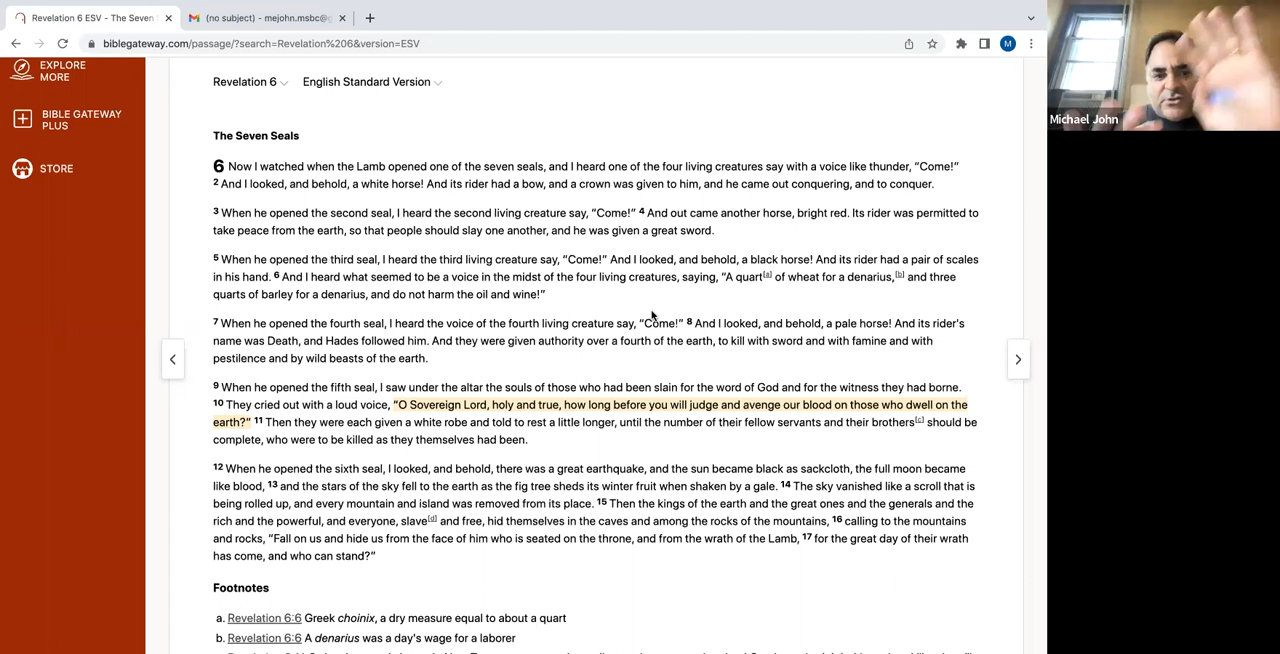 Revelation 6 ESV - The Seven
(no subject) - mejohn.msbc@g
biblegateway.com/passage/?search=Revelation%206&version=ESV
M
Michael John
EXPLORE
MORE
BIBLE GATEWAY
PLUS
STORE
Revelation 6 English Standard Version
The Seven Seals
6 Now I watched when the Lamb opened one of the seven seals, and I heard one of the four living creatures say with a voice like thunder, “Come!”
2 And I looked, and behold, a white horse! And its rider had a bow, and a crown was given to him, and he came out conquering, and to conquer.
3 When he opened the second seal, I heard the second living creature say, “Come!” 4 And out came another horse, bright red. Its rider was permitted to
take peace from the earth, so that people should slay one another, and he was given a great sword.
5 When he opened the third seal, I heard the third living creature say, “Come!” And I looked, and behold, a black horse! And its rider had a pair of scales
in his hand. 6 And I heard what seemed to be a voice in the midst of the four living creatures, saying, “A quart[a] of wheat for a denarius,[b] and three
quarts of barley for a denarius, and do not harm the oil and wine!”
7 When he opened the fourth seal, I heard the voice of the fourth living creature say, “Come!” 8 And I looked, and behold, a pale horse! And its rider's
name was Death, and Hades followed him. And they were given authority over a fourth of the earth, to kill with sword and with famine and with
pestilence and by wild beasts of the earth.
9 When he opened the fifth seal, I saw under the altar the souls of those who had been slain for the word of God and for the witness they had borne.
10 They cried out with a loud voice, “O Sovereign Lord, holy and true, how long before you will judge and avenge our blood on those who dwell on the
earth?” 11 Then they were each given a white robe and told to rest a little longer, until the number of their fellow servants and their brothers[c] should be
complete, who were to be killed as they themselves had been.
12 When he opened the sixth seal, I looked, and behold, there was a great earthquake, and the sun became black as sackcloth, the full moon became
like blood, 13 and the stars of the sky fell to the earth as the fig tree sheds its winter fruit when shaken by a gale. 14 The sky vanished like a scroll that is
being rolled up, and every mountain and island was removed from its place. 15 Then the kings of the earth and the great ones and the generals and the
rich and the powerful, and everyone, slave[d] and free, hid themselves in the caves and among the rocks of the mountains, 16 calling to the mountains
and rocks, “Fall on us and hide us from the face of him who is seated on the throne, and from the wrath of the Lamb, 17 for the great day of their wrath
has come, and who can stand?”
Footnotes
a. Revelation 6:6 Greek choinix, a dry measure equal to about a quart
b. Revelation 6:6 A denarius was a day's wage for a laborer